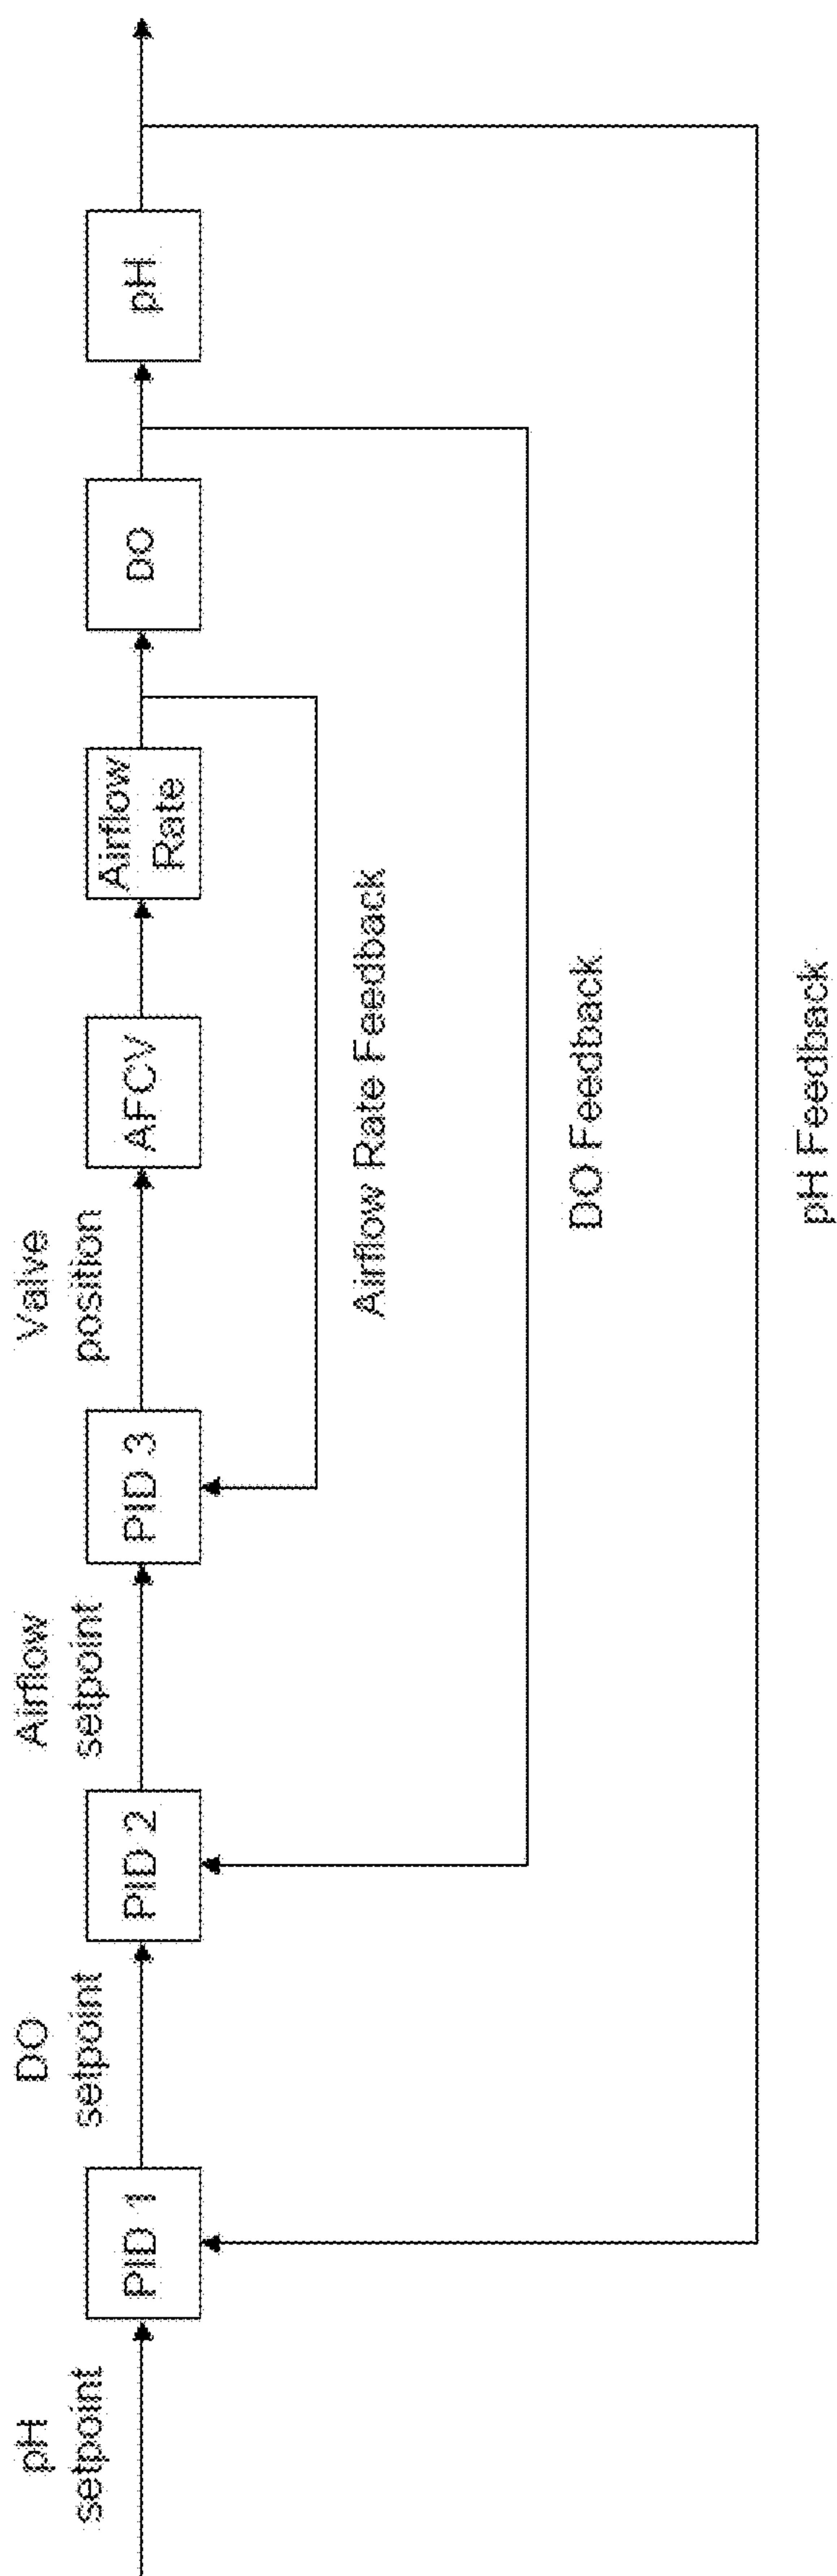 pH
setpoint
PID 1
DO
setpoint
PID 2
Airflow
setpoint
PID 3
Valve
position
AFCV
Airflow
Rate
DO
pH
Airflow Rate Feedback
DO Feedback
pH Feedback